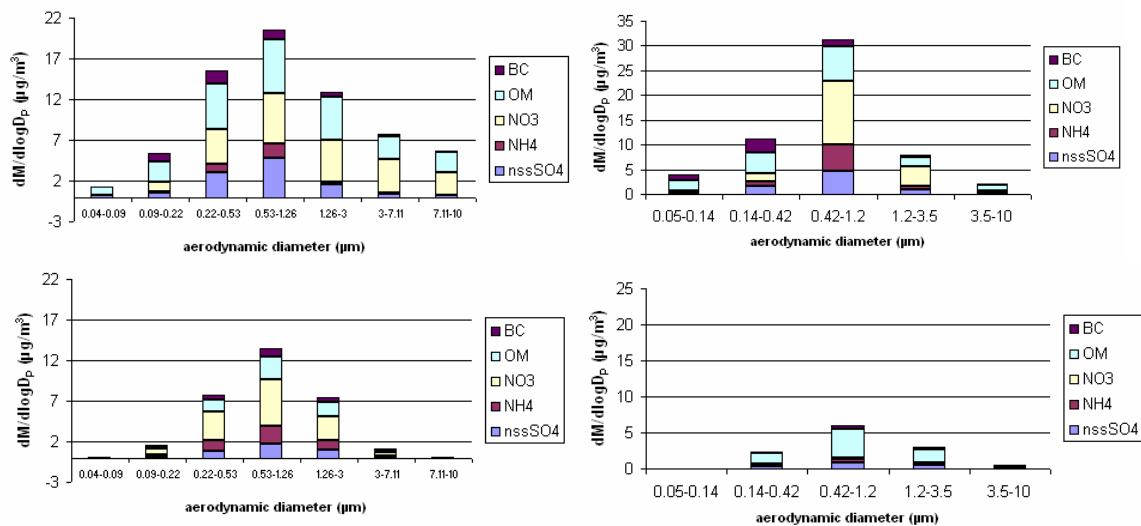 dM/dlogDP (µg/m³)
22
17
12
7
2
-3
0.04-0.09 0.09-0.22 0.22-0.53 0.53-1.26 1.26-3 3-7.11 7.11-10
aerodynamic diameter (µm)
BC
OM
NO3
NH4
nssSO4
dM/dlogDP (µg/m³)
35
30
25
20
15
10
5
0
0.05-0.14 0.14-0.42 0.42-1.2 1.2-3.5 3.5-10
aerodynamic diameter (µm)
BC
OM
NO3
NH4
nssSO4
dM/dlogDP (µg/m³)
22
17
12
7
2
-3
0.04-0.09 0.09-0.22 0.22-0.53 0.53-1.26 1.26-3 3-7.11 7.11-10
aerodynamic diameter (µm)
BC
OM
NO3
NH4
nssSO4
dM/dlogDP (µg/m³)
25
20
15
10
5
0
0.05-0.14 0.14-0.42 0.42-1.2 1.2-3.5 3.5-10
aerodynamic diameter (µm)
BC
OM
NO3
NH4
nssSO4